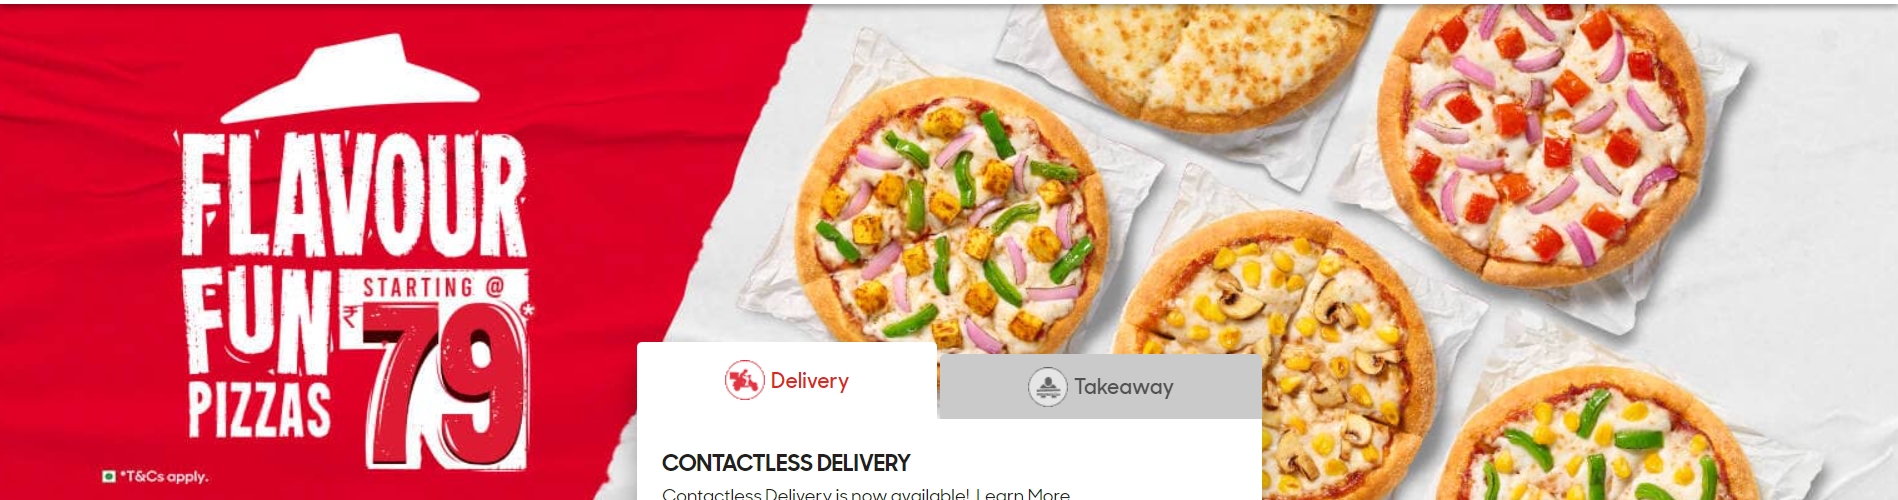 FLAVOUR
FUN
STARTING @
₹79*
PIZZAS
*T&Cs apply.
Delivery
Takeaway
CONTACTLESS DELIVERY
Contactless Delivery is now available! Learn More